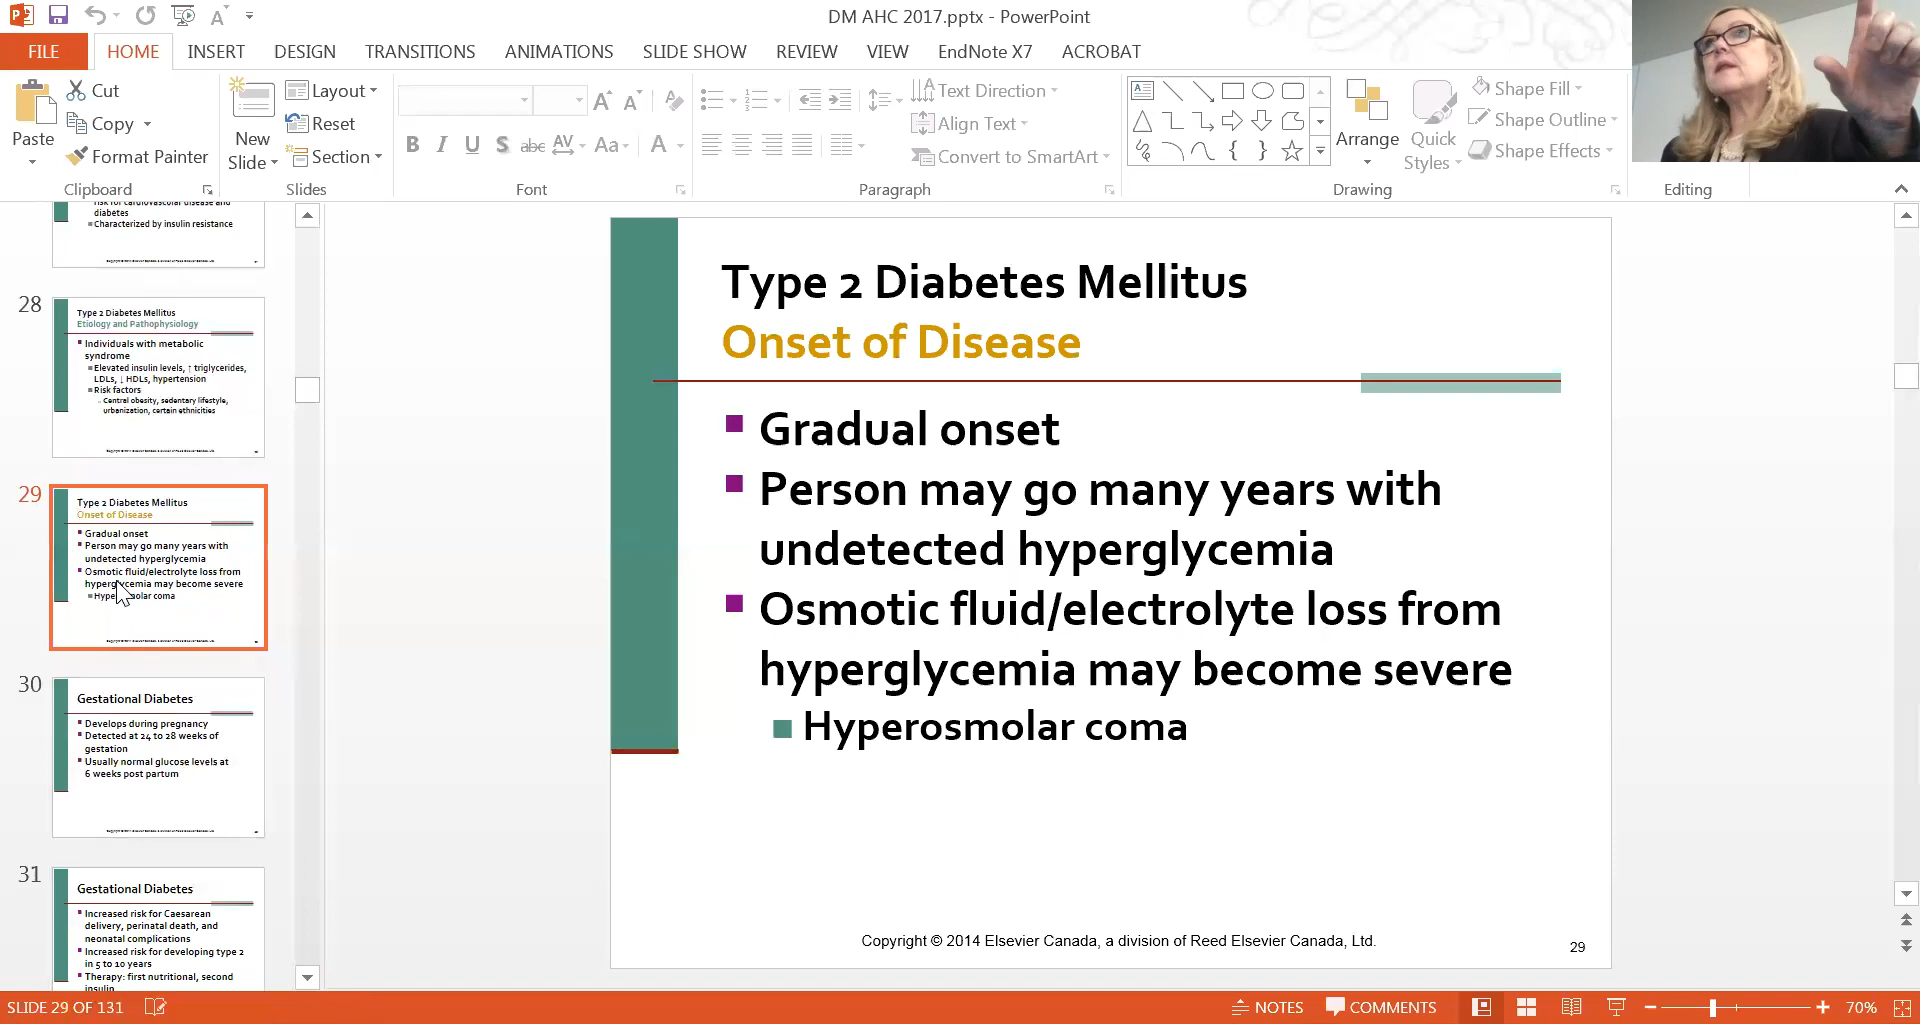 DM AHC 2017.pptx - PowerPoint
FILE
HOME
INSERT
DESIGN
TRANSITIONS
ANIMATIONS
SLIDE SHOW
REVIEW
VIEW
EndNote X7
ACROBAT
Paste
Cut
Copy
Format Painter
Clipboard
New
Slide
Layout
Reset
Section
Slides
B I U S abc AV Aa A
Font
Text Direction
Align Text
Convert to SmartArt
Paragraph
Arrange
Quick
Styles
Shape Fill
Shape Outline
Shape Effects
Drawing
Editing
risk for cardiovascular disease and
diabetes
Characterized by insulin resistance
28
Type 2 Diabetes Mellitus
Etiology and Pathophysiology
Individuals with metabolic
syndrome
Elevated insulin levels, ↑ triglycerides,
LDLs, ↓ HDLs, hypertension
Risk factors
Central obesity, sedentary lifestyle,
urbanization, certain ethnicities
29
Type 2 Diabetes Mellitus
Onset of Disease
Gradual onset
Person may go many years with
undetected hyperglycemia
Osmotic fluid/electrolyte loss from
hyperglycemia may become severe
coma
30
Gestational Diabetes
Develops during pregnancy
Detected at 24 to 28 weeks of
gestation
Usually normal glucose levels at
6 weeks post partum
31
Gestational Diabetes
Increased risk for Caesarean
delivery, perinatal death, and
neonatal complications
Increased risk for developing type 2
in 5 to 10 years
Therapy: first nutritional, second
insulin
Type 2 Diabetes Mellitus
Onset of Disease
Gradual onset
Person may go many years with
undetected hyperglycemia
Osmotic fluid/electrolyte loss from
hyperglycemia may become severe
Hyperosmolar coma
Copyright © 2014 Elsevier Canada, a division of Reed Elsevier Canada, Ltd.
29
SLIDE 29 OF 131
NOTES
COMMENTS
70%